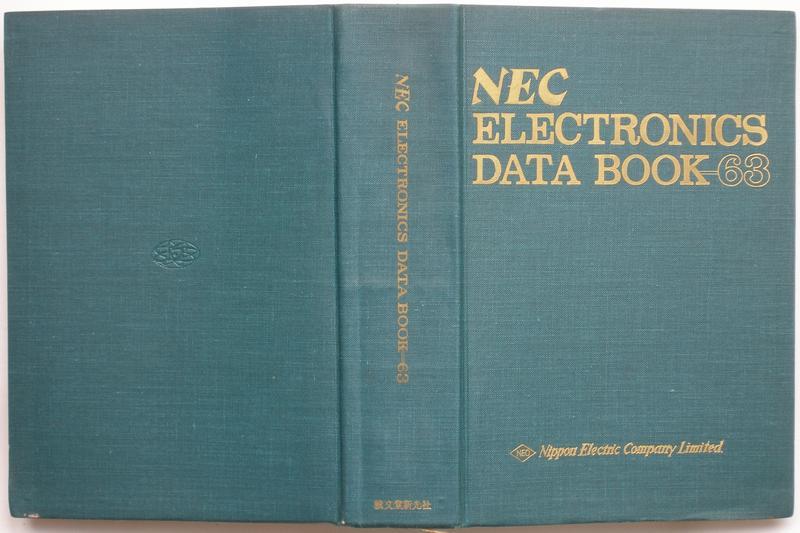 NEC
ELECTRONICS
DATA BOOK-63
NEC Nippon Electric Company Limited.
NEC ELECTRONICS DATA BOOK-63
誠文堂新光社